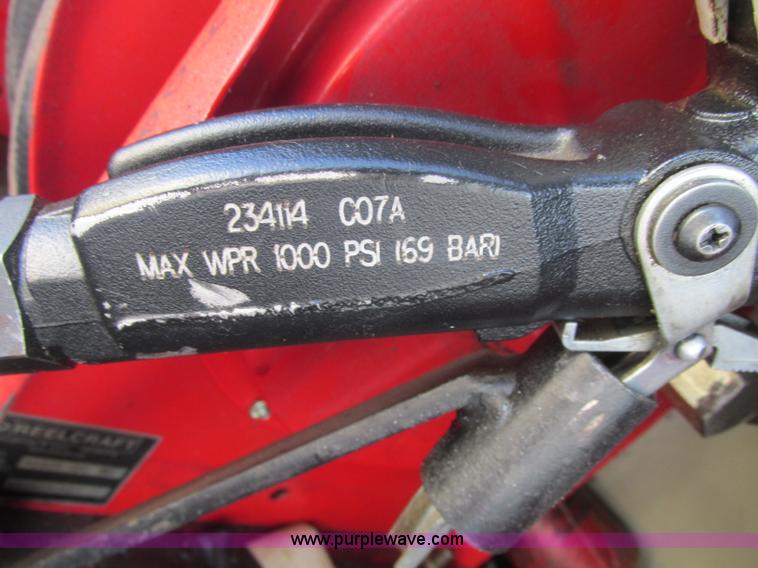 234114 C07A
MAX WPR 1000 PSI (69 BAR)
REELCRAFT
www.purplewave.com